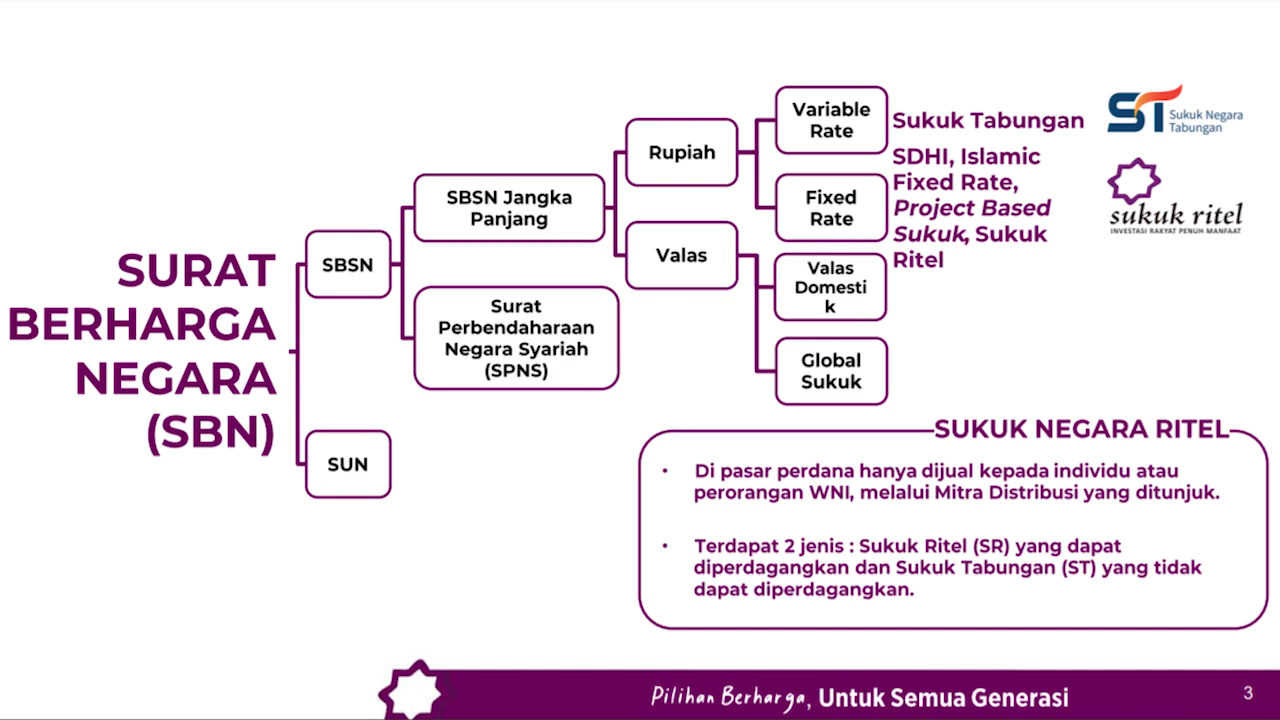 SURAT
BERHARGA
NEGARA
(SBN)
SBSN
SUN
SBSN Jangka
Panjang
Surat
Perbendaharaan
Negara Syariah
(SPNS)
Rupiah
Valas
Variable
Rate
Fixed
Rate
Valas
Domesti
k
Global
Sukuk
Sukuk Tabungan
SDHI, Islamic
Fixed Rate,
Project Based
Sukuk, Sukuk
Ritel
ST Sukuk Negara
Tabungan
sukuk ritel
INVESTASI RAKYAT PENUH MANFAAT
SUKUK NEGARA RITEL
• Di pasar perdana hanya dijual kepada individu atau
perorangan WNI, melalui Mitra Distribusi yang ditunjuk.
• Terdapat 2 jenis : Sukuk Ritel (SR) yang dapat
diperdagangkan dan Sukuk Tabungan (ST) yang tidak
dapat diperdagangkan.
Pilihan Berharga, Untuk Semua Generasi
3